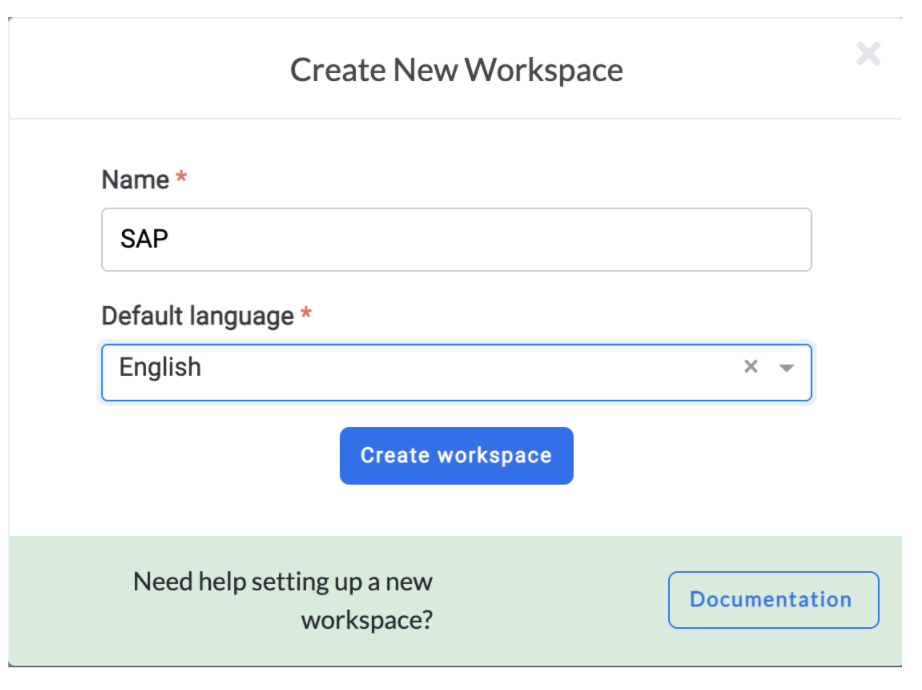 Create New Workspace
Name *
SAP
Default language *
English
Create workspace
Need help setting up a new
workspace?
Documentation